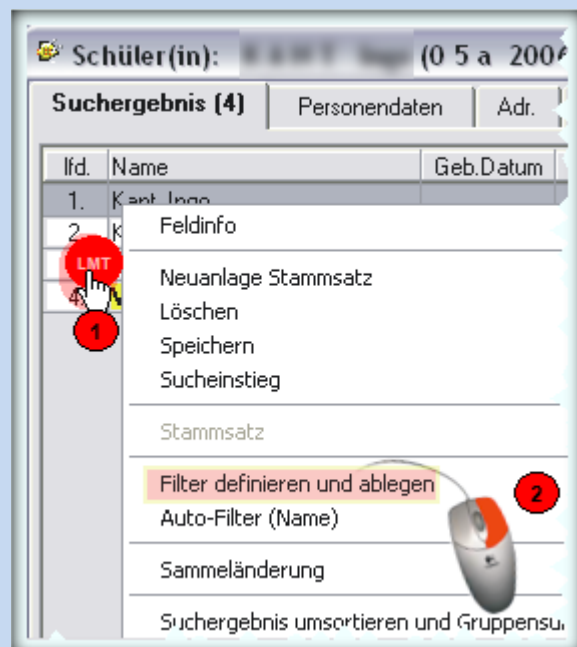 Schüler(in): (0 5 a 200
Suchergebnis (4) Personendaten Adr.
lfd. Name Geb.Datum
1. Kant, Ingo
2. K
LMT
4.
1
Feldinfo
Neuanlage Stammsatz
Löschen
Speichern
Sucheinstieg
Stammsatz
Filter definieren und ablegen
2
Auto-Filter (Name)
Sammeländerung
Suchergebnis umsortieren und Gruppensu